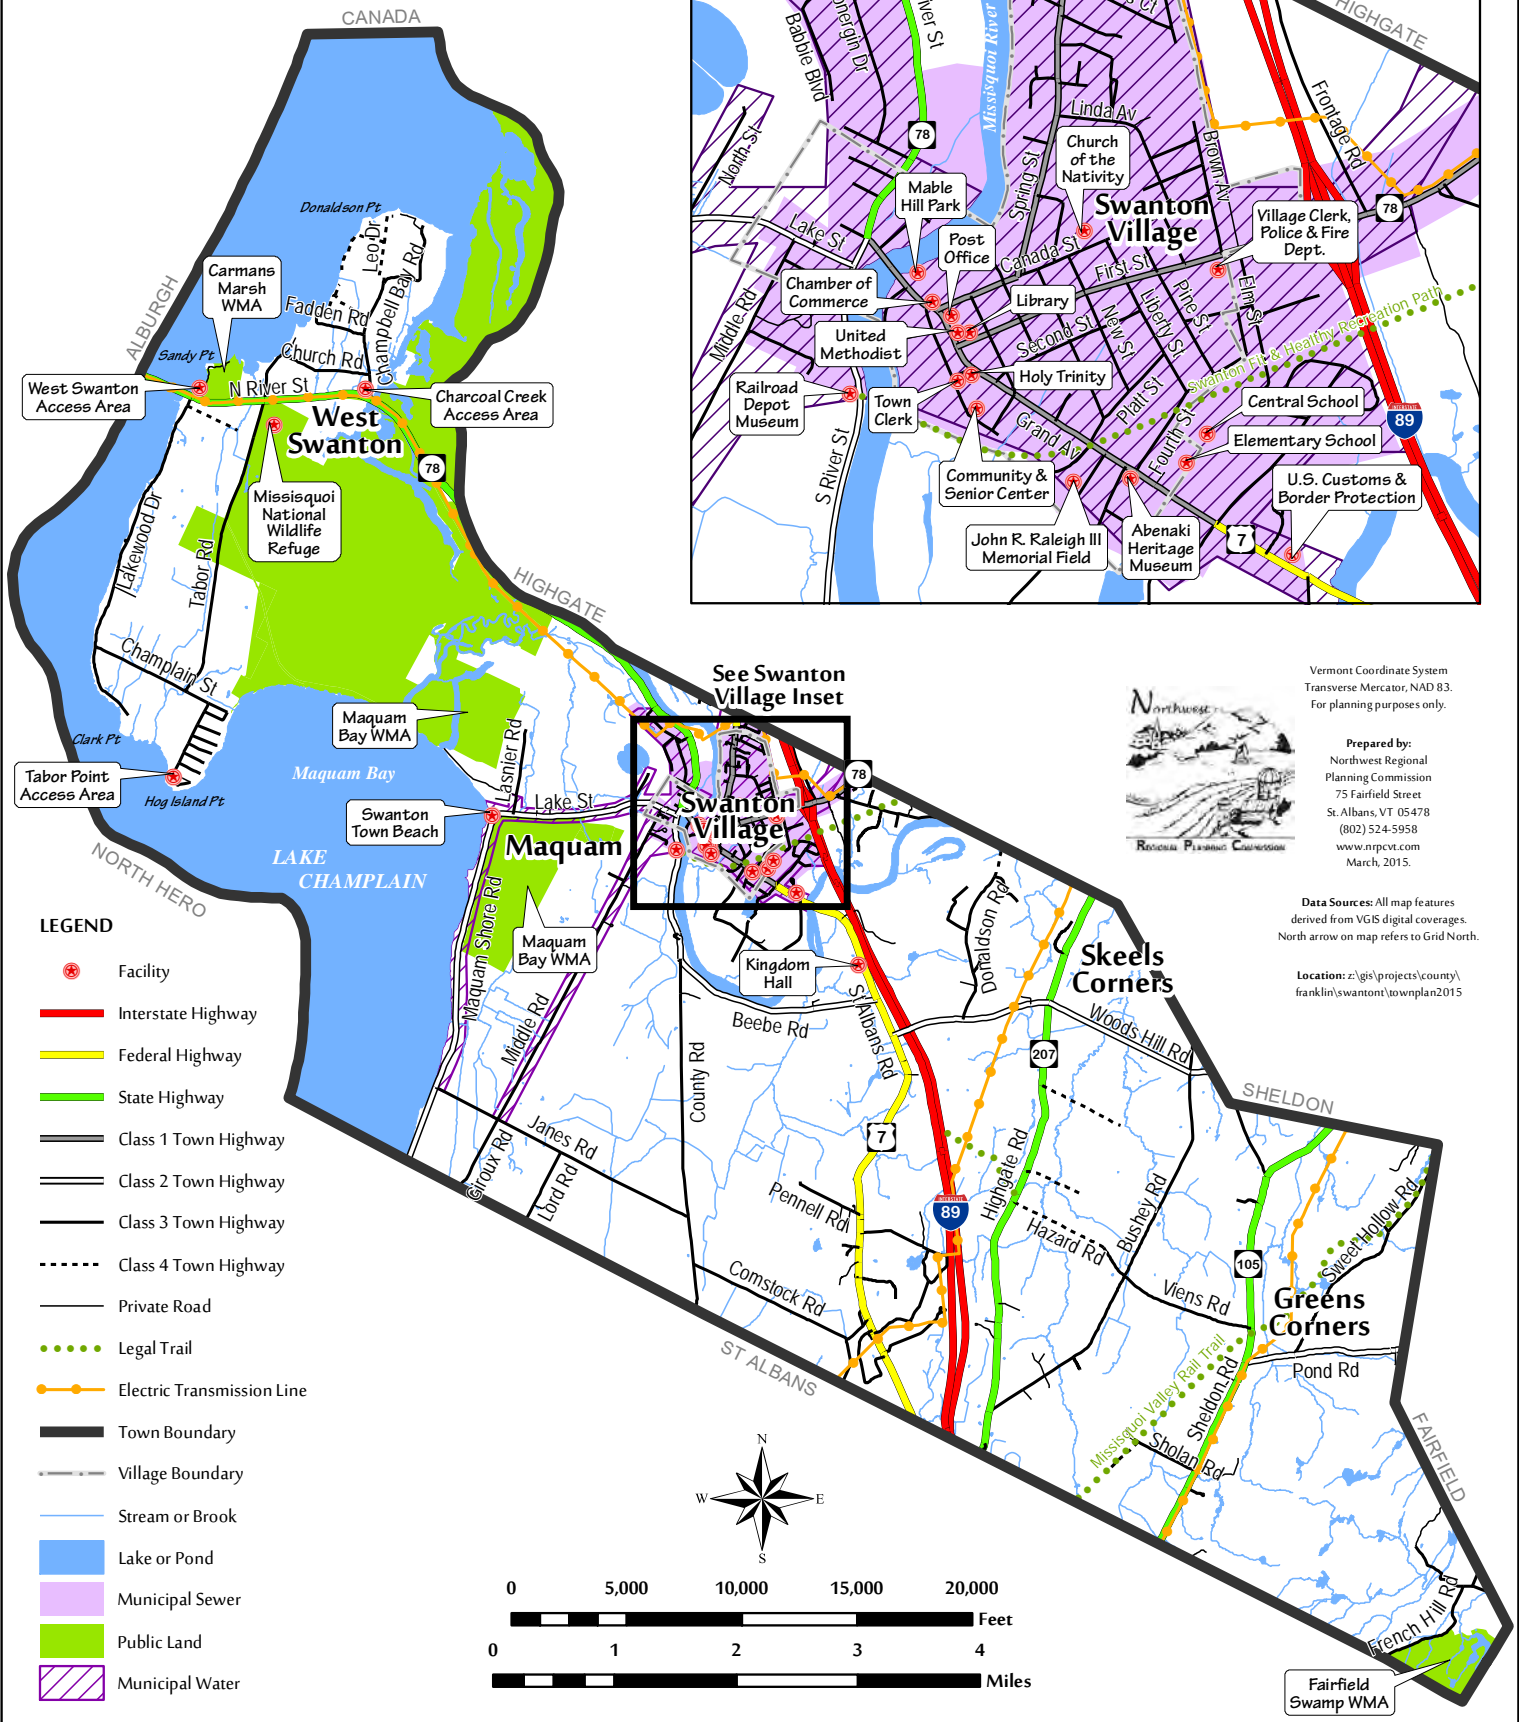 CANADA
ALBURGH
HIGHGATE
NORTH HERO
ST ALBANS
SHELDON
FAIRFIELD
Donaldson Pt
Leo Dr
Campbell Bay Rd
Carmans
Marsh
WMA
Fadden Rd
Church Rd
Sandy Pt
N River St
West Swanton
Access Area
Charcoal Creek
Access Area
West
Swanton
78
Missisquoi
National
Wildlife
Refuge
Lakewood Dr
Tabor Rd
Champlain St
Clark Pt
Tabor Point
Access Area
Hog Island Pt
Maquam
Bay WMA
Maquam Bay
Lasnier Rd
Lake St
Swanton
Town Beach
Maquam
LAKE
CHAMPLAIN
Maquam Shore Rd
Maquam
Bay WMA
Middle Rd
See Swanton
Village Inset
Swanton
Village
78
Kingdom
Hall
S Albans Rd
Beebe Rd
County Rd
Donaldson Rd
Skeels
Corners
Woods Hill Rd
207
Janes Rd
Giroux Rd
Lord Rd
7
Pennell Rd
INTERSTATE
89
Highgate Rd
Hazard Rd
Bushey Rd
Viens Rd
Comstock Rd
105
Sweet Hollow Rd
Greens
Corners
Pond Rd
Missisquoi Valley Rail Trail
Sheldon Rd
Sholan Rd
French Hill Rd
Fairfield
Swamp WMA
HIGHGATE
Babbie Blvd
onergin Dr
iver St
Missisquoi River
Ct
North St
78
Linda Av
Church
of the
Nativity
Spring St
Brown Av
Frontage Rd
Mable
Hill Park
Swanton
Village
Village Clerk,
Police & Fire
Dept.
78
Lake St
Post
Office
Canada St
First St
Chamber of
Commerce
Library
Elm St
Pine St
Liberty St
New St
Middle Rd
United
Methodist
Second St
Swanton Fit & Healthy Recreation Path
Railroad
Depot
Museum
Town
Clerk
Holy Trinity
Platt St
Central School
INTERSTATE
89
Grand Av
Fourth St
Elementary School
S River St
Community &
Senior Center
U.S. Customs &
Border Protection
John R. Raleigh III
Memorial Field
Abenaki
Heritage
Museum
7
Northwest
REGIONAL PLANNING COMMISSION
Vermont Coordinate System
Transverse Mercator, NAD 83.
For planning purposes only.
Prepared by:
Northwest Regional
Planning Commission
75 Fairfield Street
St. Albans, VT 05478
(802) 524-5958
www.nrpcvt.com
March, 2015.
Data Sources: All map features
derived from VGIS digital coverages.
North arrow on map refers to Grid North.
Location: z:\gis\projects\county\
franklin\swantont\townplan2015
LEGEND
Facility
Interstate Highway
Federal Highway
State Highway
Class 1 Town Highway
Class 2 Town Highway
Class 3 Town Highway
Class 4 Town Highway
Private Road
Legal Trail
Electric Transmission Line
Town Boundary
Village Boundary
Stream or Brook
Lake or Pond
Municipal Sewer
Public Land
Municipal Water
N
W
E
S
0 5,000 10,000 15,000 20,000
Feet
0 1 2 3 4
Miles